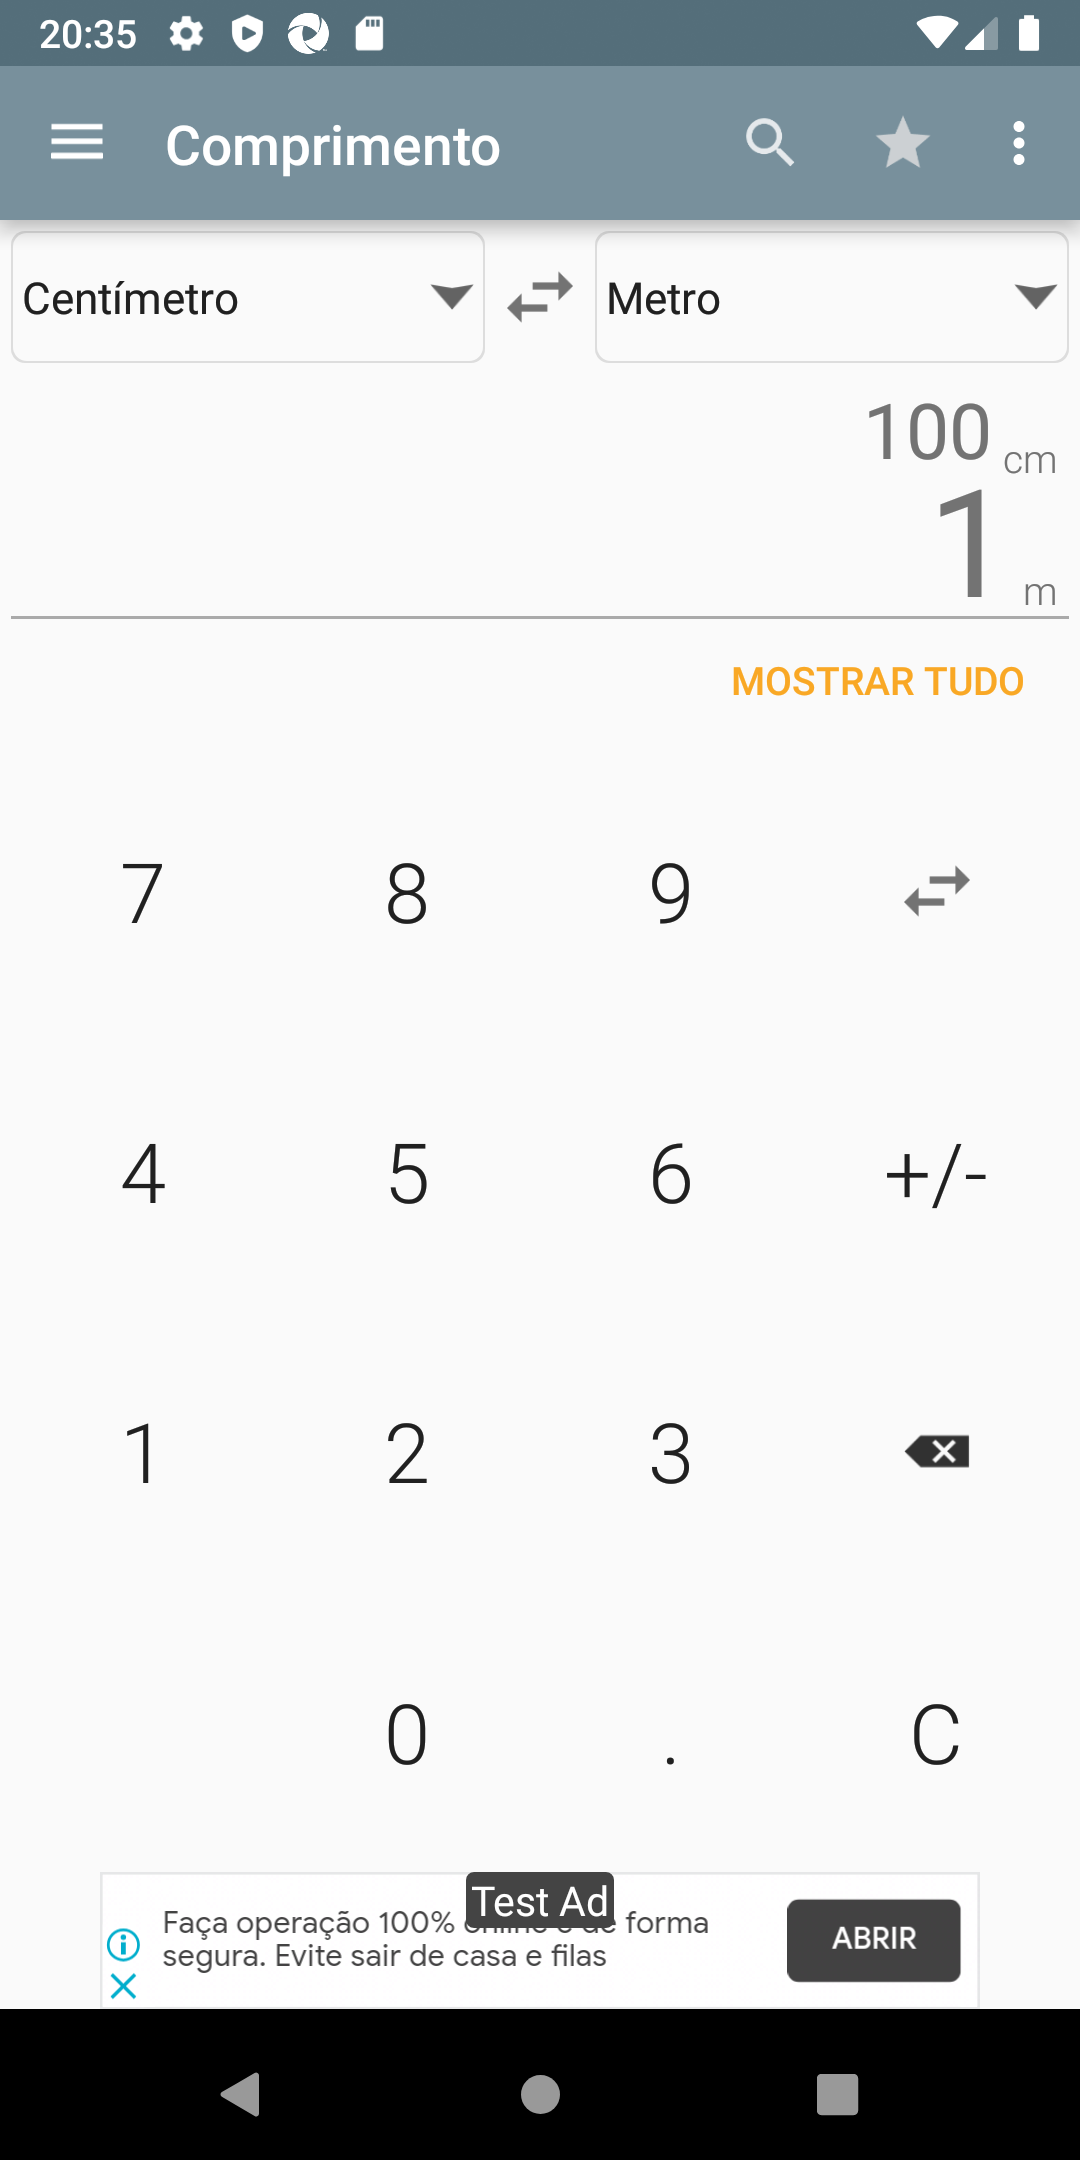 20:35
Comprimento
Centímetro
Metro
100 cm
1 m
MOSTRAR TUDO
7 8 9
4 5 6 +/-
1 2 3
0 . C
Test Ad
Faça operação 100% forma
segura. Evite sair de casa e filas
ABRIR